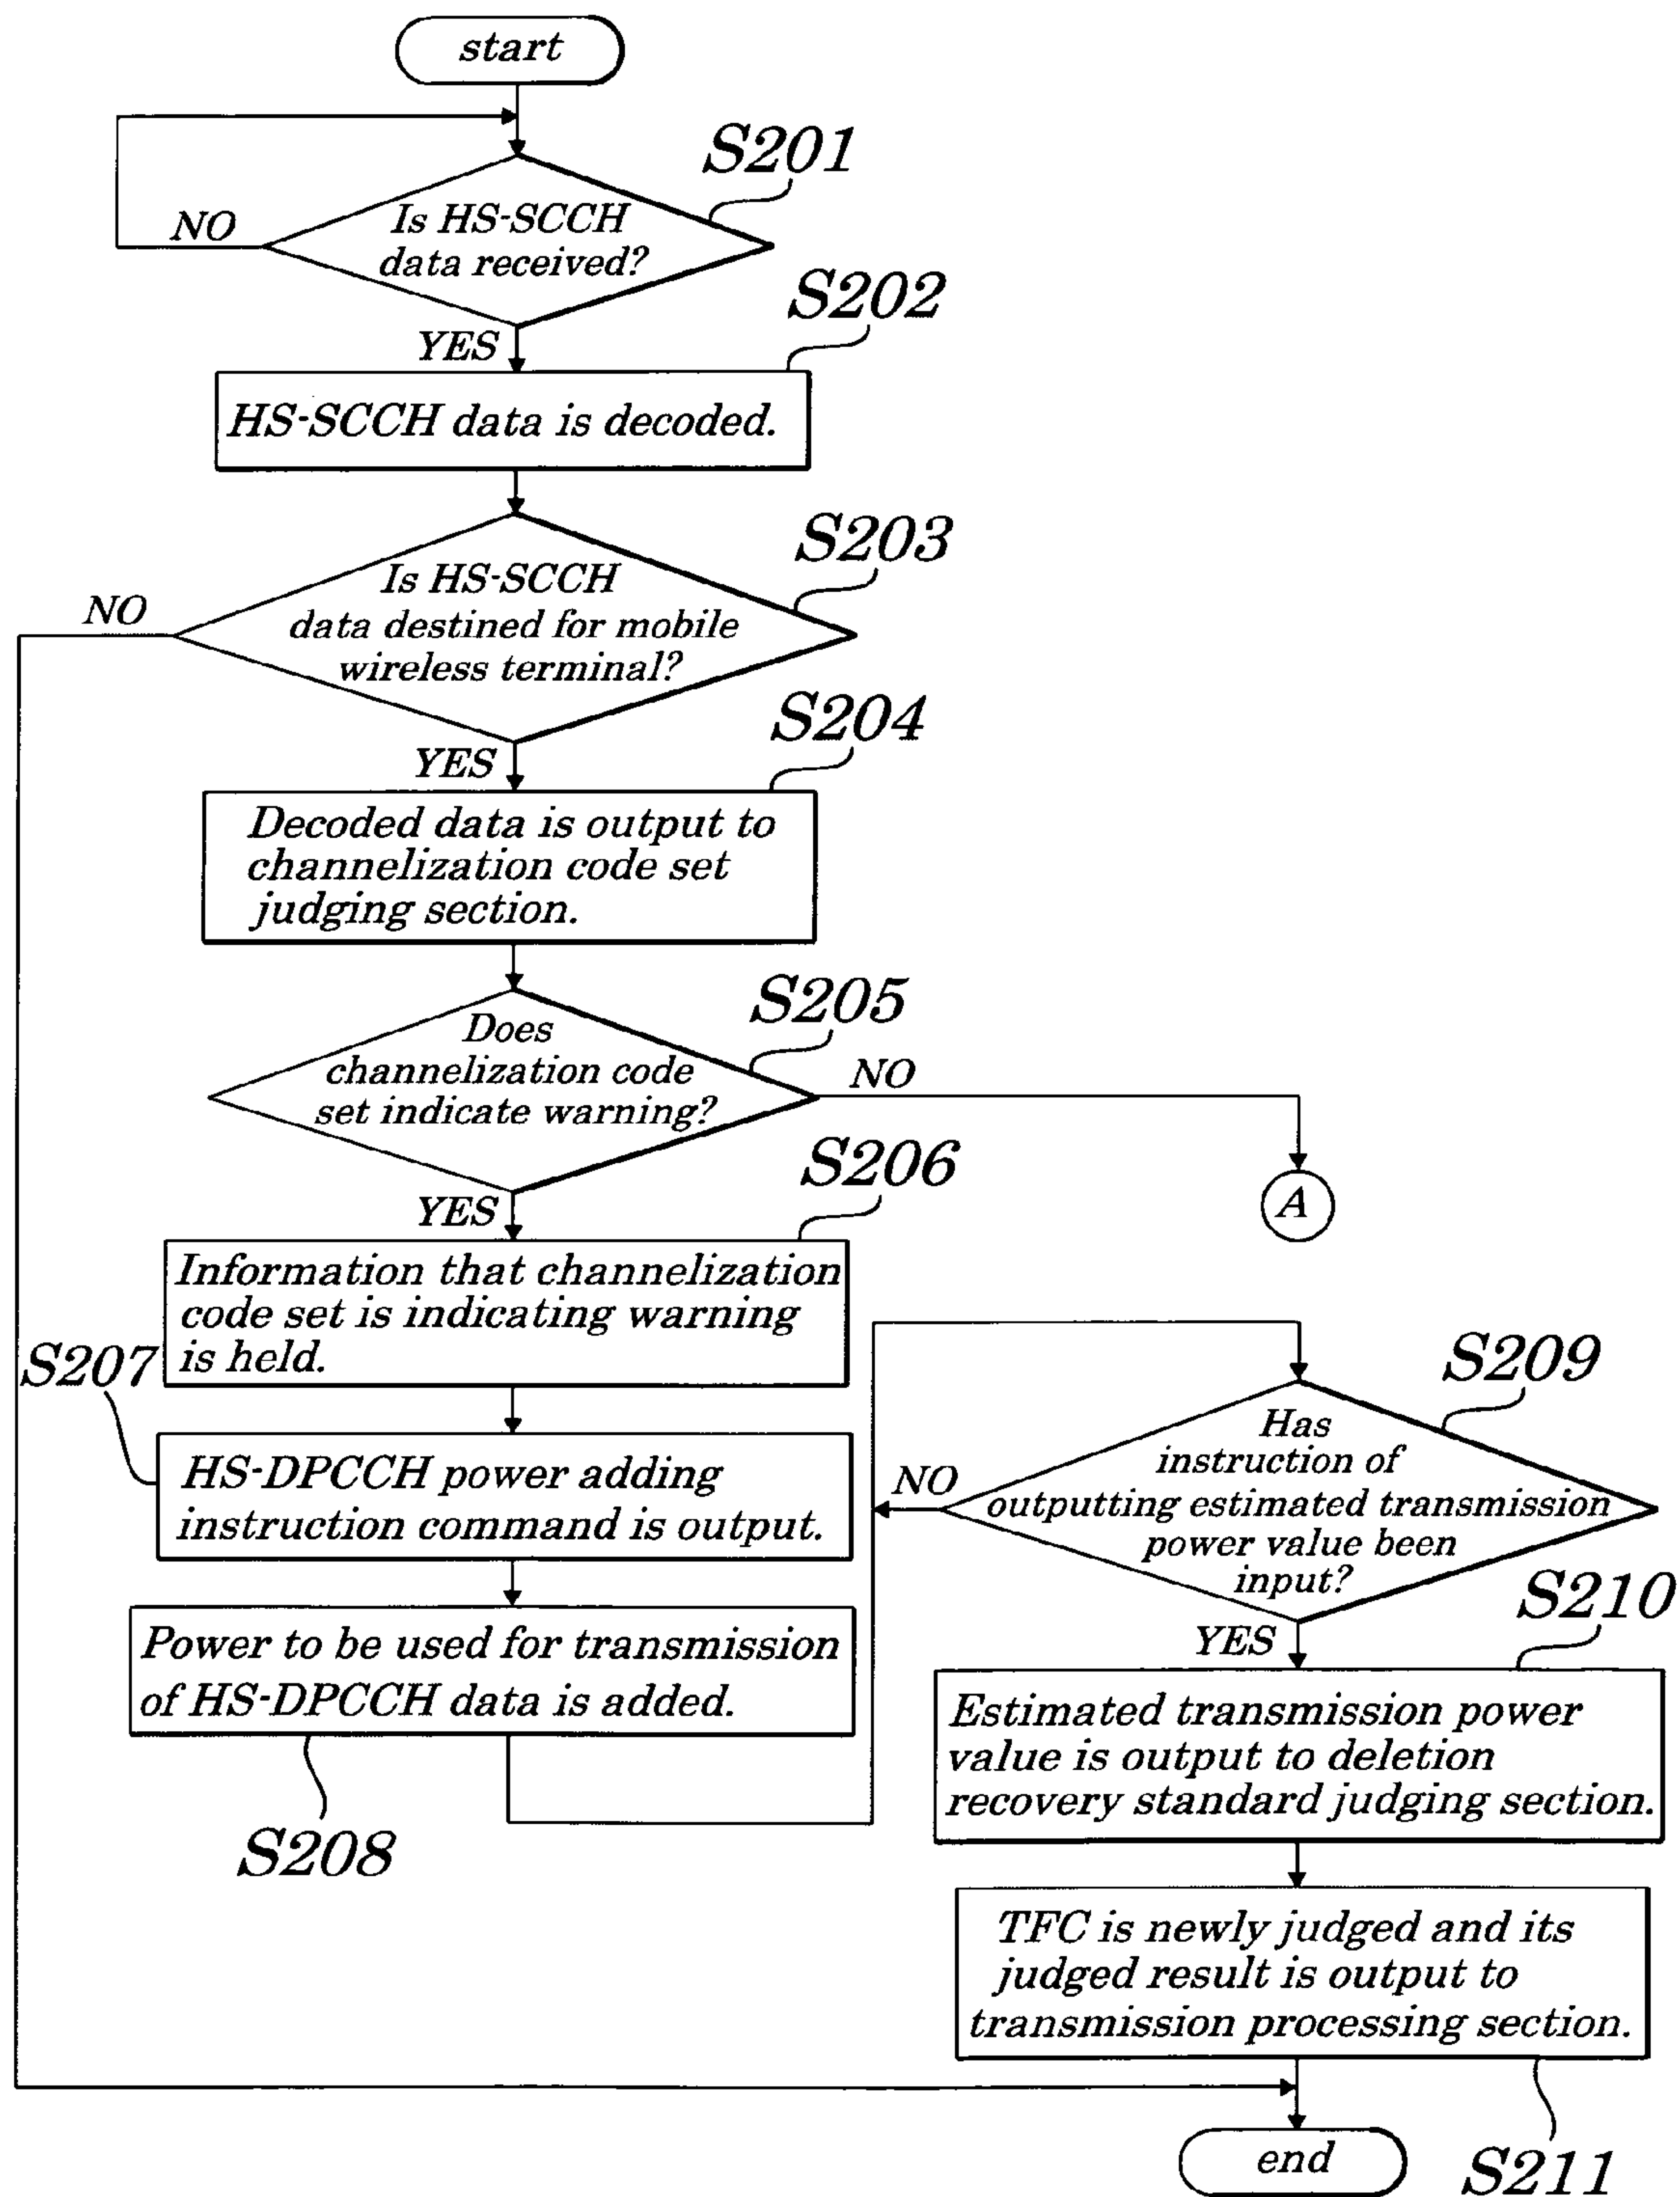 start
S201
Is HS-SCCH
data received?
NO
YES
S202
HS-SCCH data is decoded.
S203
Is HS-SCCH
data destined for mobile
wireless terminal?
NO
YES
S204
Decoded data is output to
channelization code set
judging section.
S205
Does
channelization code
set indicate warning?
NO
A
YES
S206
Information that channelization
code set is indicating warning
is held.
S207
HS-DPCCH power adding
instruction command is output.
Power to be used for transmission
of HS-DPCCH data is added.
S208
S209
Has
instruction of
outputting estimated transmission
power value been
input?
NO
YES
S210
Estimated transmission power
value is output to deletion
recovery standard judging section.
TFC is newly judged and its
judged result is output to
transmission processing section.
S211
end